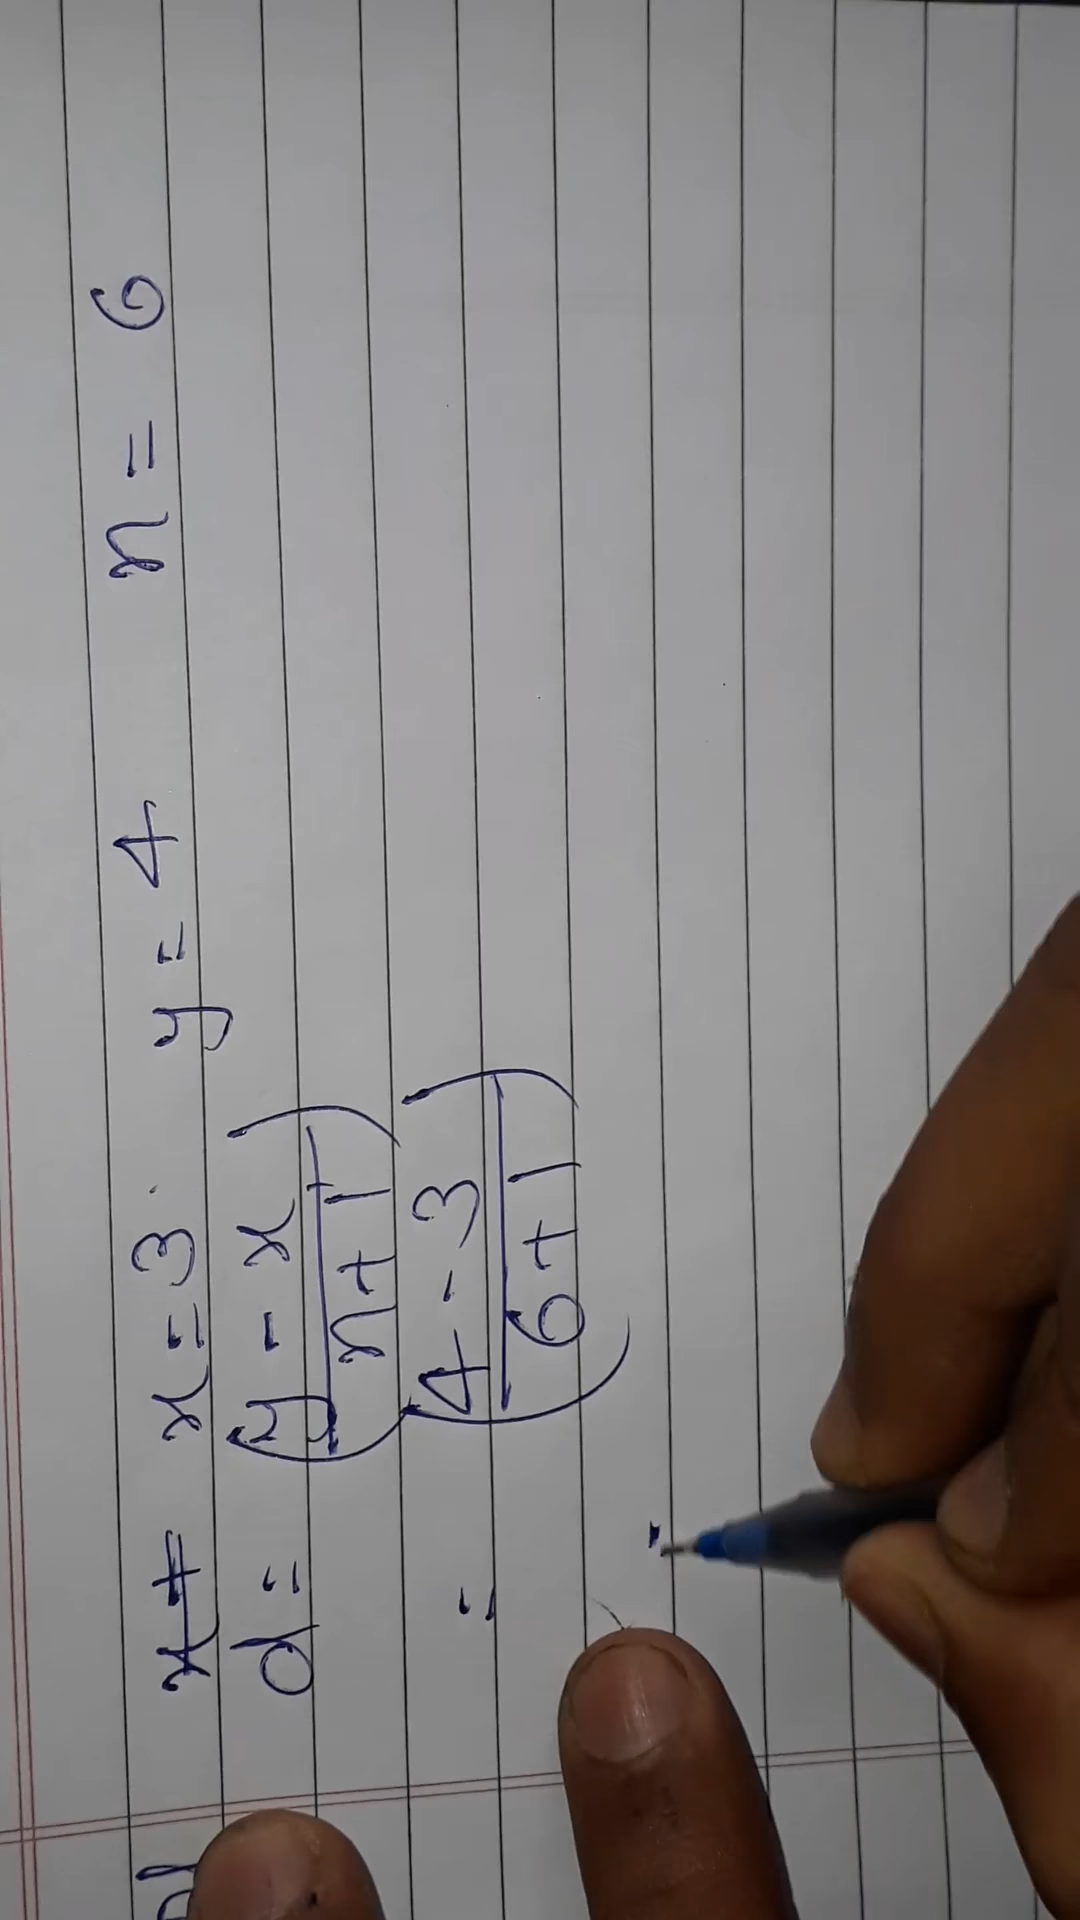 x= 3 y= 4 n = 6
d = (y - x / n + 1)
= (4 - 3 / 6 + 1)